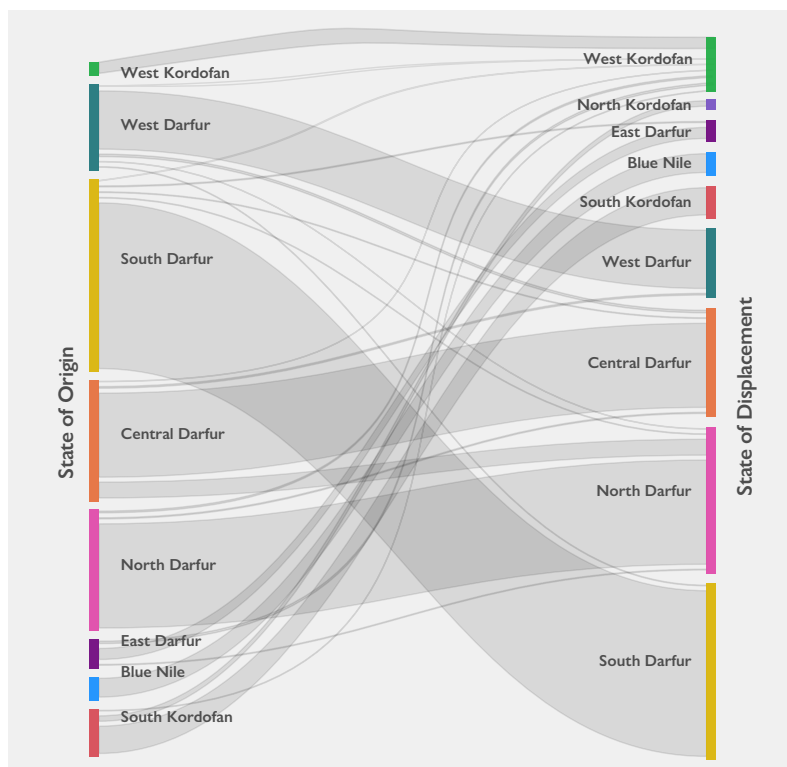 State of Origin
West Kordofan
West Darfur
South Darfur
Central Darfur
North Darfur
East Darfur
Blue Nile
South Kordofan
West Kordofan
North Kordofan
East Darfur
Blue Nile
South Kordofan
West Darfur
Central Darfur
North Darfur
South Darfur
State of Displacement